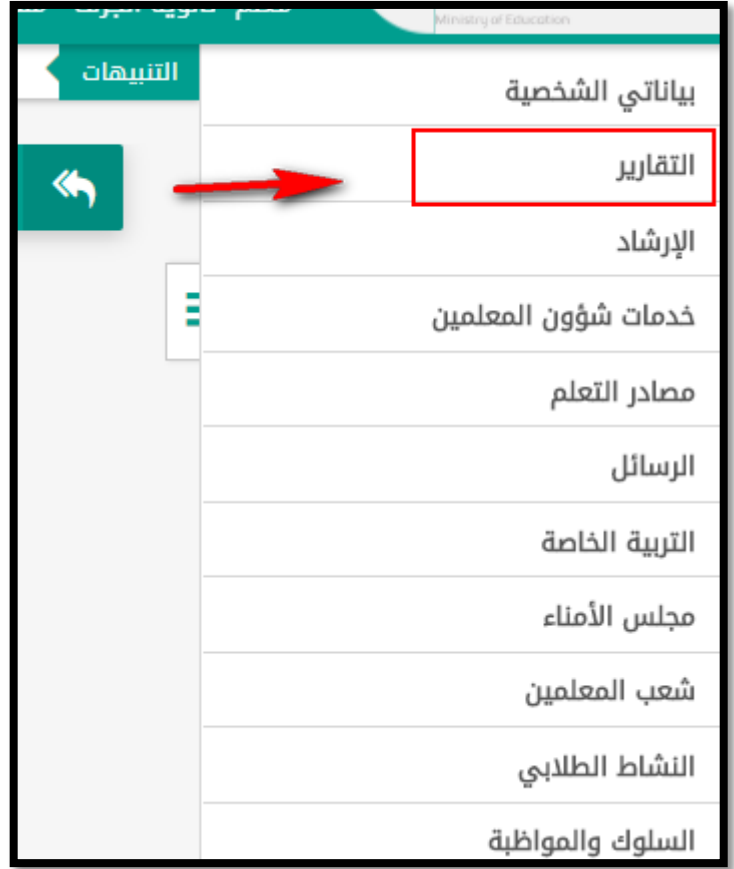 Ministry of Education
التنبيهات
بياناتي الشخصية
التقارير
الإرشاد
خدمات شؤون المعلمين
مصادر التعلم
الرسائل
التربية الخاصة
مجلس الأمناء
شعب المعلمين
النشاط الطلابي
السلوك والمواظبة